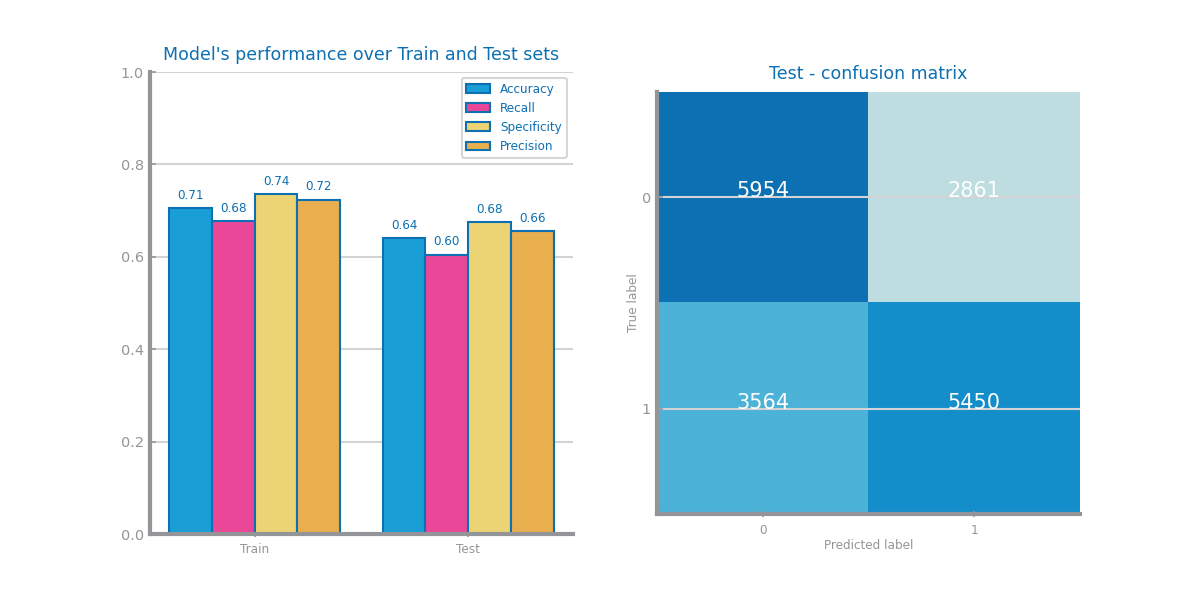 Model's performance over Train and Test sets
1.0
0.8
0.6
0.4
0.2
0.0
Accuracy
Recall
Specificity
Precision
0.71
0.68
0.74
0.72
0.64
0.60
0.68
0.66
Train
Test
Test - confusion matrix
True label
0
1
5954
2861
3564
5450
0
1
Predicted label